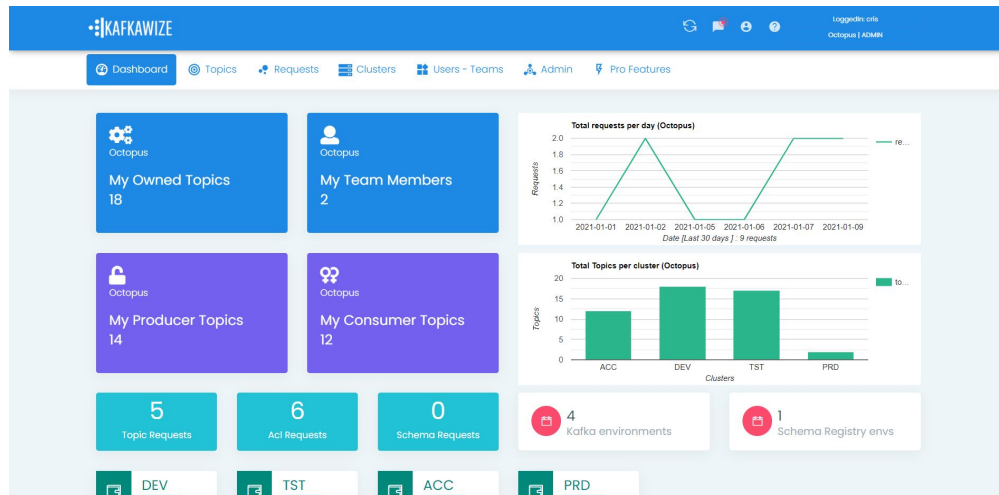 KAFKAWIZE
LoggedIn: cris
Octopus | ADMIN
Dashboard
Topics
Requests
Clusters
Users - Teams
Admin
Pro Features
Octopus
My Owned Topics
18
Octopus
My Team Members
2
Total requests per day (Octopus)
2.0
1.8
1.6
1.4
1.2
1.0
Requests
re...
2021-01-01 2021-01-02 2021-01-05 2021-01-06 2021-01-07 2021-01-09
Date [Last 30 days ] : 9 requests
Octopus
My Producer Topics
14
Octopus
My Consumer Topics
12
Total Topics per cluster (Octopus)
20
15
10
5
0
Topics
to...
ACC DEV TST PRD
Clusters
5
Topic Requests
6
Acl Requests
0
Schema Requests
4
Kafka environments
1
Schema Registry envs
DEV
TST
ACC
PRD